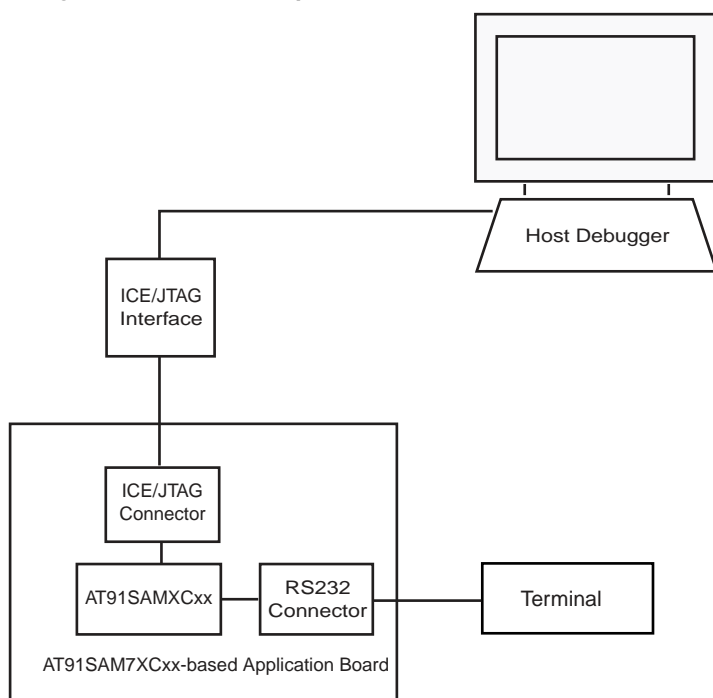 Host Debugger
ICE/JTAG
Interface
ICE/JTAG
Connector
AT91SAMXCxx
RS232
Connector
Terminal
AT91SAM7XCxx-based Application Board